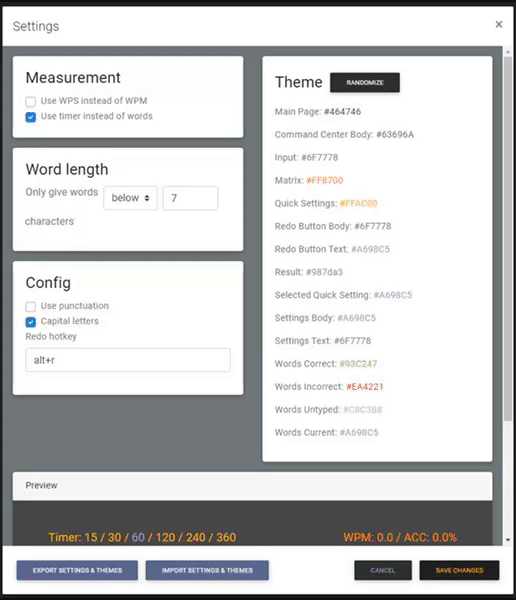 Settings
×
Measurement
Use WPS instead of WPM
Use timer instead of words
Word length
Only give words below 7
characters
Config
Use punctuation
Capital letters
Redo hotkey
alt+r
Theme RANDOMIZE
Main Page: #464746
Command Center Body: #63696A
Input: #6F7778
Matrix: #FF8700
Quick Settings: #FFAC00
Redo Button Body: #6F7778
Redo Button Text: #A698C5
Result: #987da3
Selected Quick Setting: #A698C5
Settings Body: #A698C5
Settings Text: #6F7778
Words Correct: #93C247
Words Incorrect: #EA4221
Words Untyped: #C8C3B8
Words Current: #A698C5
Preview
Timer: 15 / 30 / 60 / 120 / 240 / 360
WPM: 0.0 / ACC: 0.0%
EXPORT SETTINGS & THEMES
IMPORT SETTINGS & THEMES
CANCEL
SAVE CHANGES